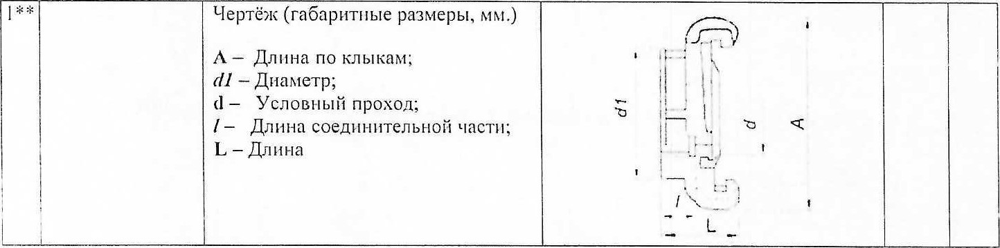 1**
Чертёж (габаритные размеры, мм.)
A – Длина по клыкам;
d1 – Диаметр;
d – Условный проход;
l – Длина соединительной части;
L – Длина
d1
d
A
l
L